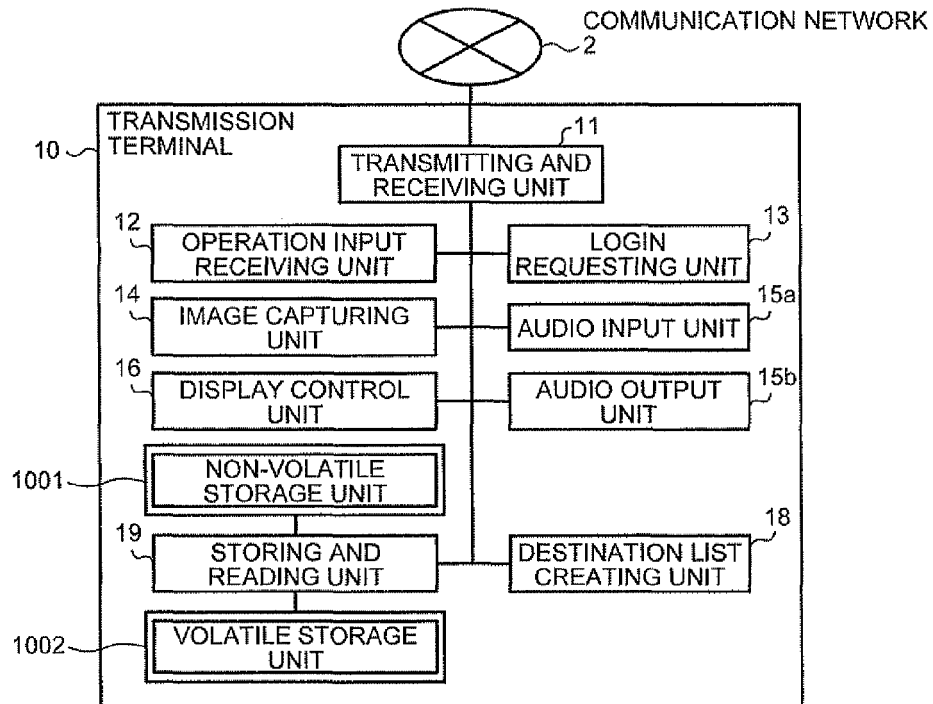 COMMUNICATION NETWORK
2
TRANSMISSION
TERMINAL
10
11
TRANSMITTING AND
RECEIVING UNIT
12
OPERATION INPUT
RECEIVING UNIT
13
LOGIN
REQUESTING UNIT
14
IMAGE CAPTURING
UNIT
15a
AUDIO INPUT UNIT
16
DISPLAY CONTROL
UNIT
AUDIO OUTPUT
UNIT
15b
1001
NON-VOLATILE
STORAGE UNIT
19
STORING AND
READING UNIT
18
DESTINATION LIST
CREATING UNIT
1002
VOLATILE STORAGE
UNIT